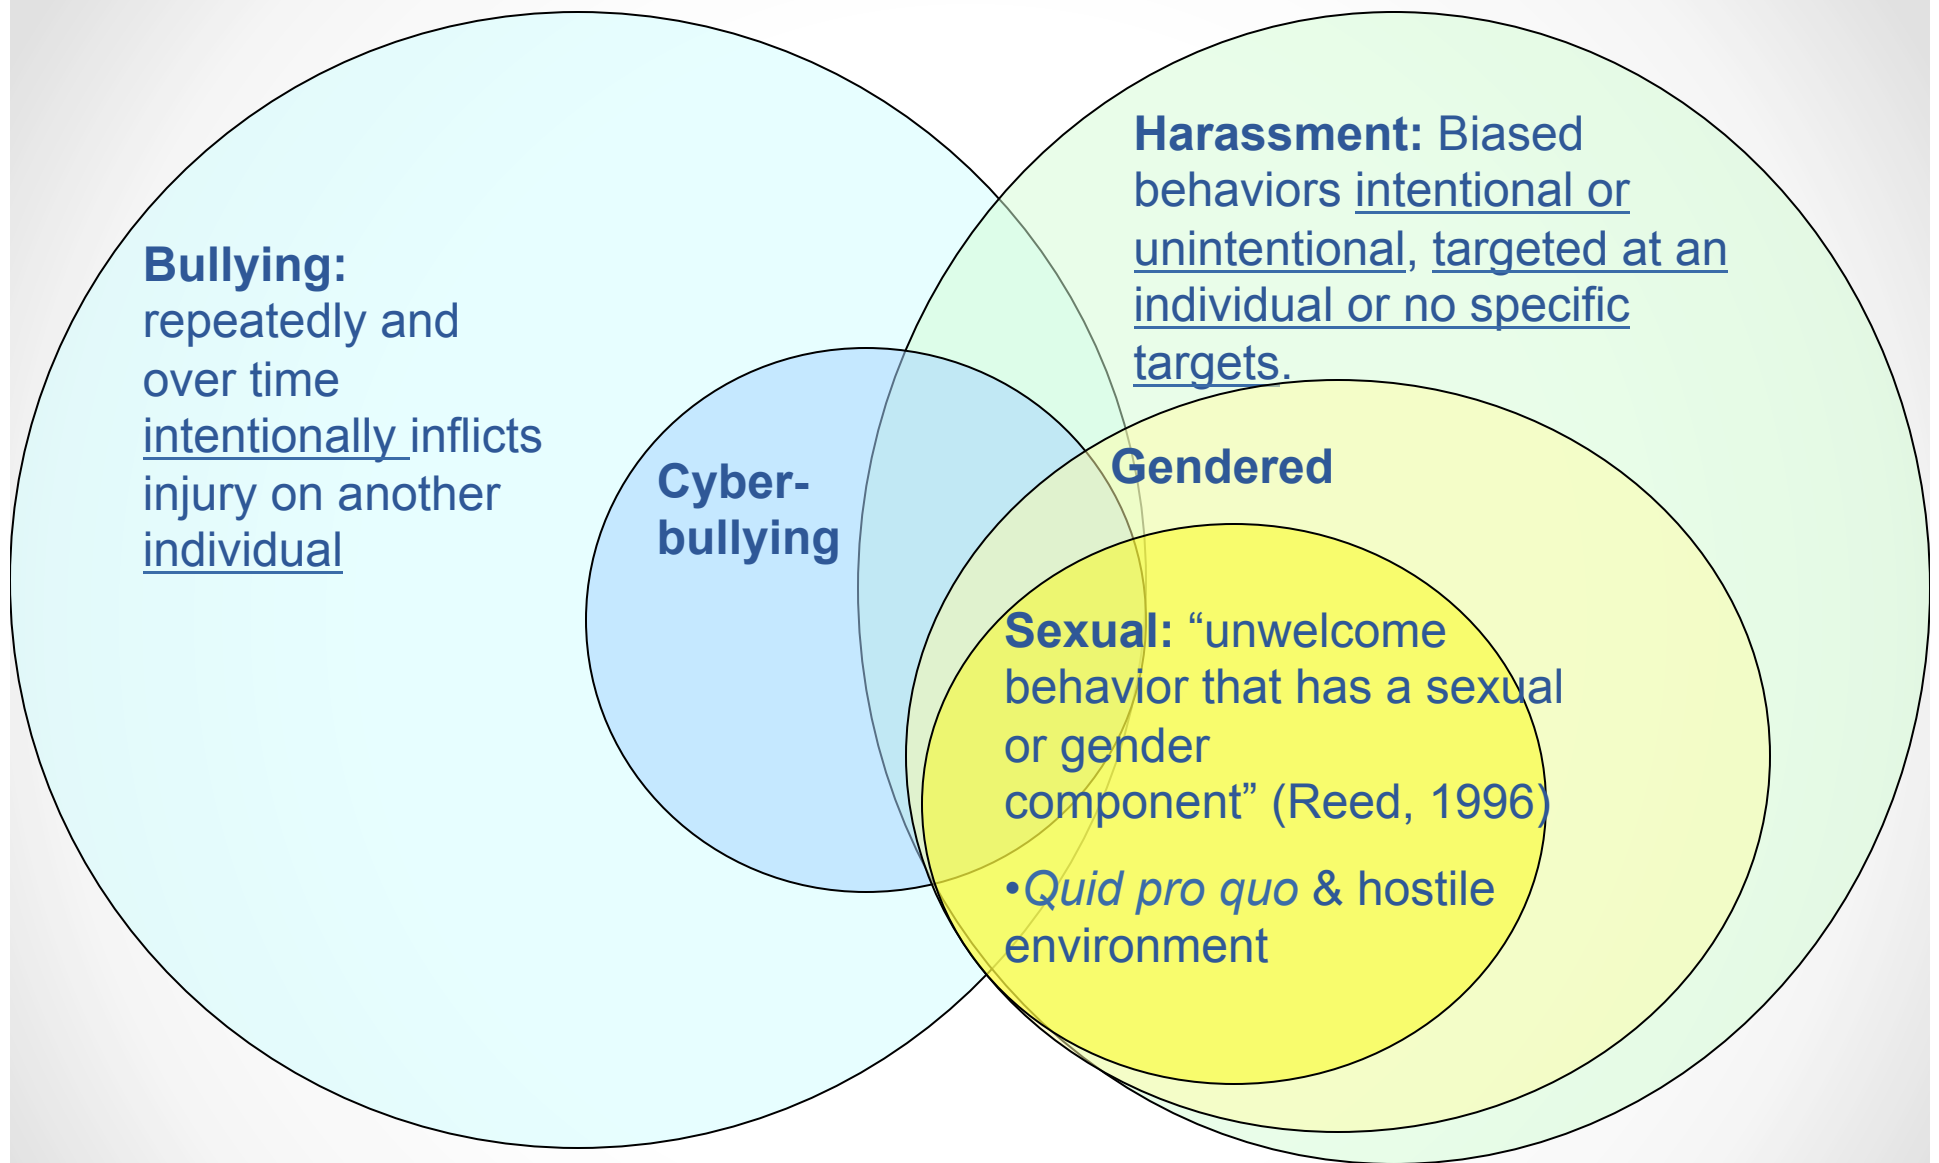 Harassment: Biased
behaviors intentional or
unintentional, targeted at an
individual or no specific
targets.
Bullying:
repeatedly and
over time
intentionally inflicts
injury on another
individual
Cyber-
bullying
Gendered
Sexual: “unwelcome
behavior that has a sexual
or gender
component” (Reed, 1996)
•Quid pro quo & hostile
environment